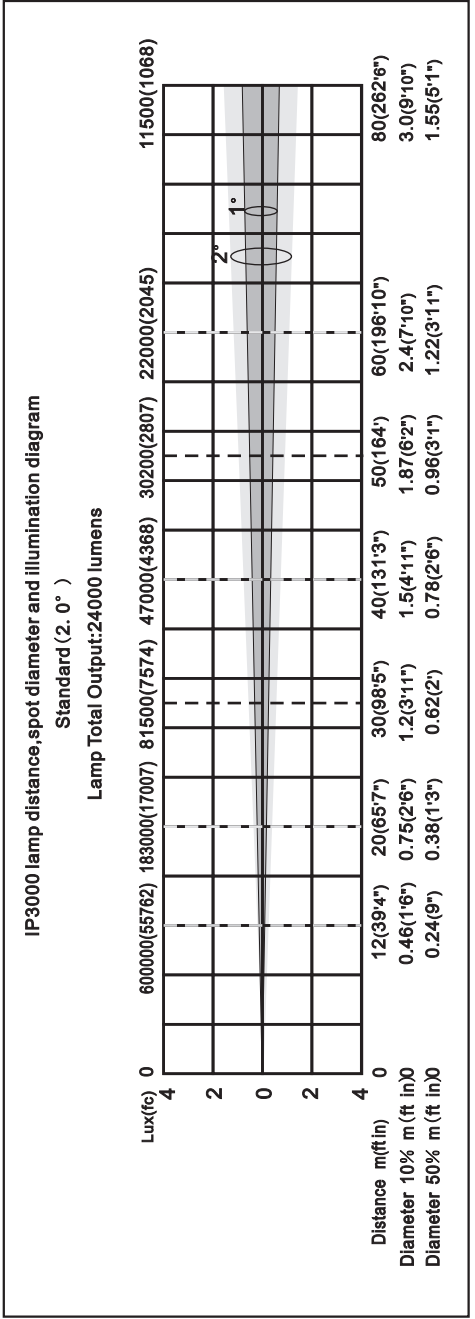 IP3000 lamp distance,spot diameter and illumination diagram
Standard (2. 0° )
Lamp Total Output:24000 lumens
Lux(fc) 0 600000(55762) 183000(17007) 81500(7574) 47000(4368) 30200(2807) 22000(2045) 11500(1068)
4
2
0
2
4
2°
1°
Distance m(ft in) 0 12(39'4") 20(65'7") 30(98'5") 40(131'3") 50(164') 60(196'10") 80(262'6")
Diameter 10% m(ft in)0 0.46(1'6") 0.75(2'6") 1.2(3'11") 1.5(4'11") 1.87(6'2") 2.4(7'10") 3.0(9'10")
Diameter 50% m(ft in)0 0.24(9") 0.38(1'3") 0.62(2') 0.78(2'6") 0.96(3'1") 1.22(3'11") 1.55(5'1")